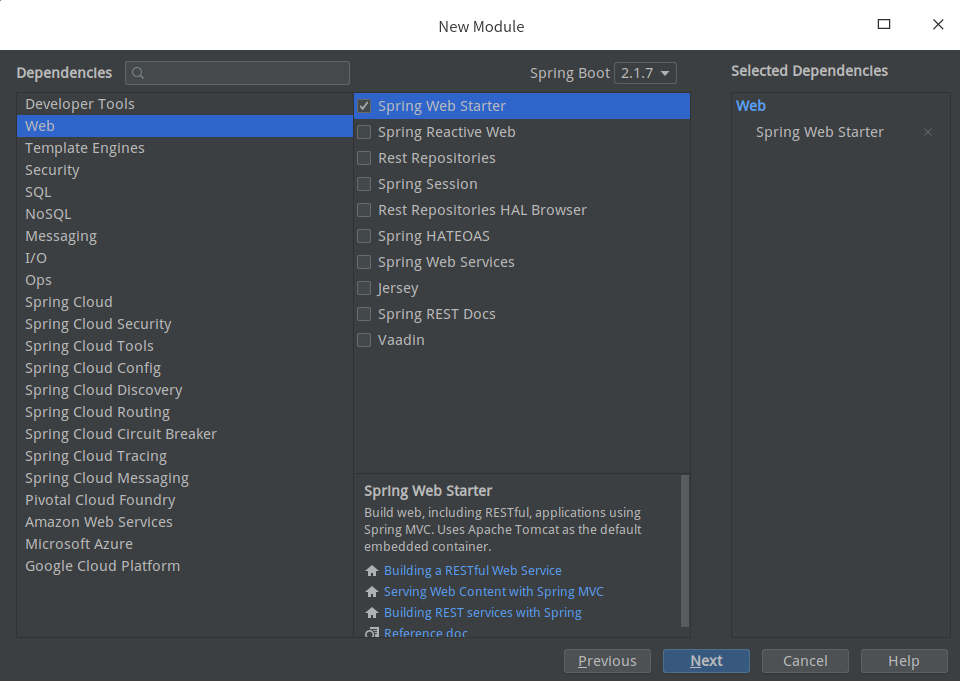 New Module
Dependencies
Spring Boot 2.1.7
Selected Dependencies
Developer Tools
Web
Template Engines
Security
SQL
NoSQL
Messaging
I/O
Ops
Spring Cloud
Spring Cloud Security
Spring Cloud Tools
Spring Cloud Config
Spring Cloud Discovery
Spring Cloud Routing
Spring Cloud Circuit Breaker
Spring Cloud Tracing
Spring Cloud Messaging
Pivotal Cloud Foundry
Amazon Web Services
Microsoft Azure
Google Cloud Platform
Spring Web Starter
Spring Reactive Web
Rest Repositories
Spring Session
Rest Repositories HAL Browser
Spring HATEOAS
Spring Web Services
Jersey
Spring REST Docs
Vaadin
Spring Web Starter
Build web, including RESTful, applications using
Spring MVC. Uses Apache Tomcat as the default
embedded container.
Building a RESTful Web Service
Serving Web Content with Spring MVC
Building REST services with Spring
Reference doc
Web
Spring Web Starter
Previous
Next
Cancel
Help